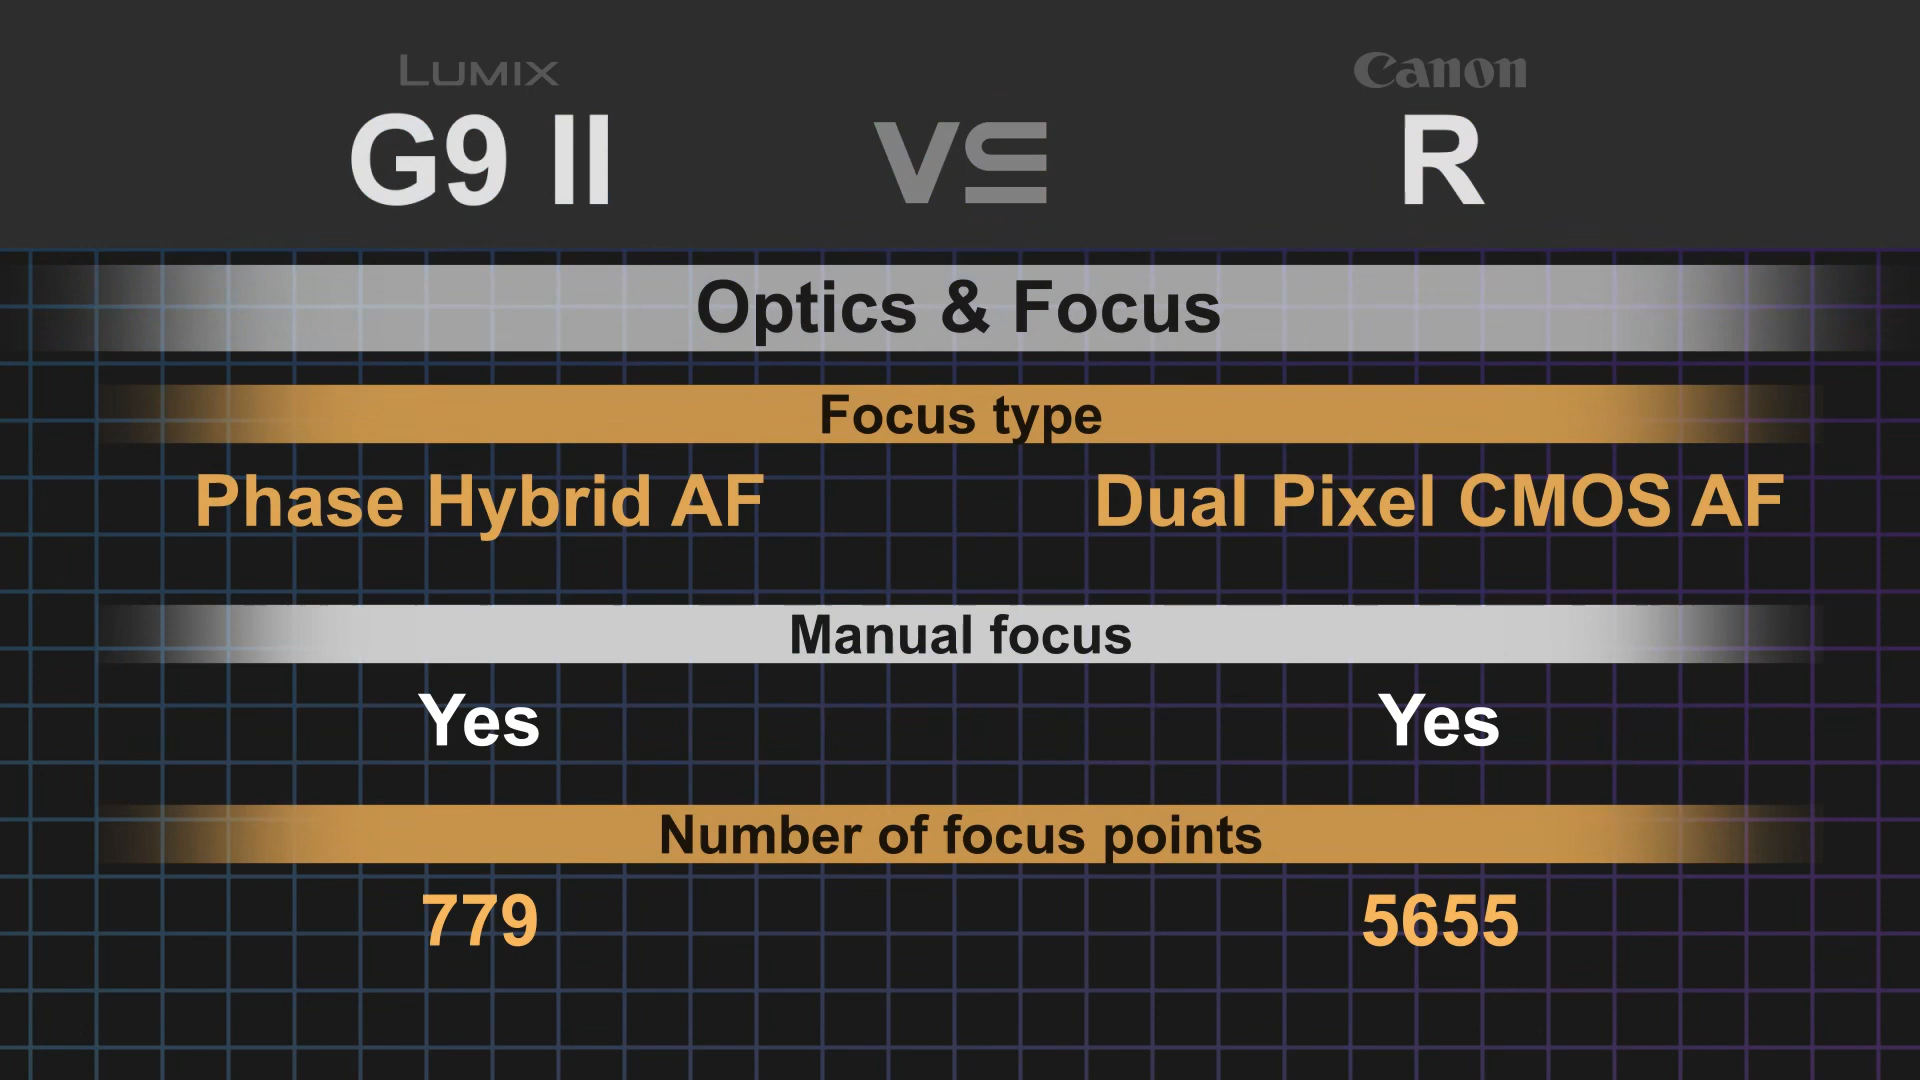 LUMIX
G9 II
VS
Canon
R
Optics & Focus
Focus type
Phase Hybrid AF
Dual Pixel CMOS AF
Manual focus
Yes
Yes
Number of focus points
779
5655